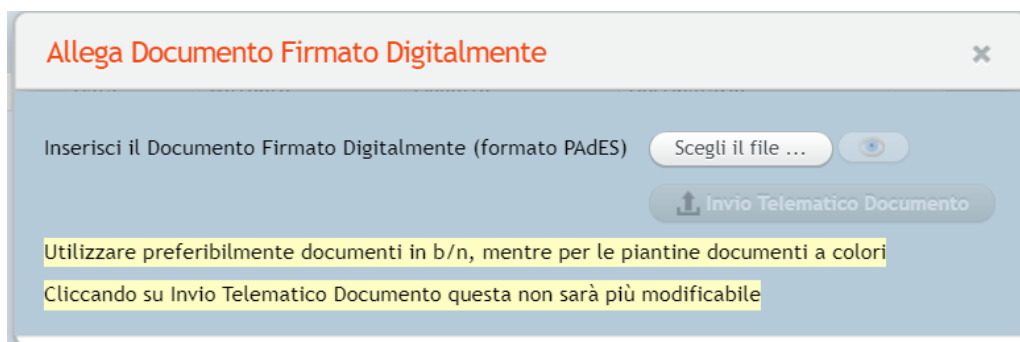 Allega Documento Firmato Digitalmente
Inserisci il Documento Firmato Digitalmente (formato PAdES) Scegli il file ...
Invio Telematico Documento
Utilizzare preferibilmente documenti in b/n, mentre per le piantine documenti a colori
Cliccando su Invio Telematico Documento questa non sarà più modificabile